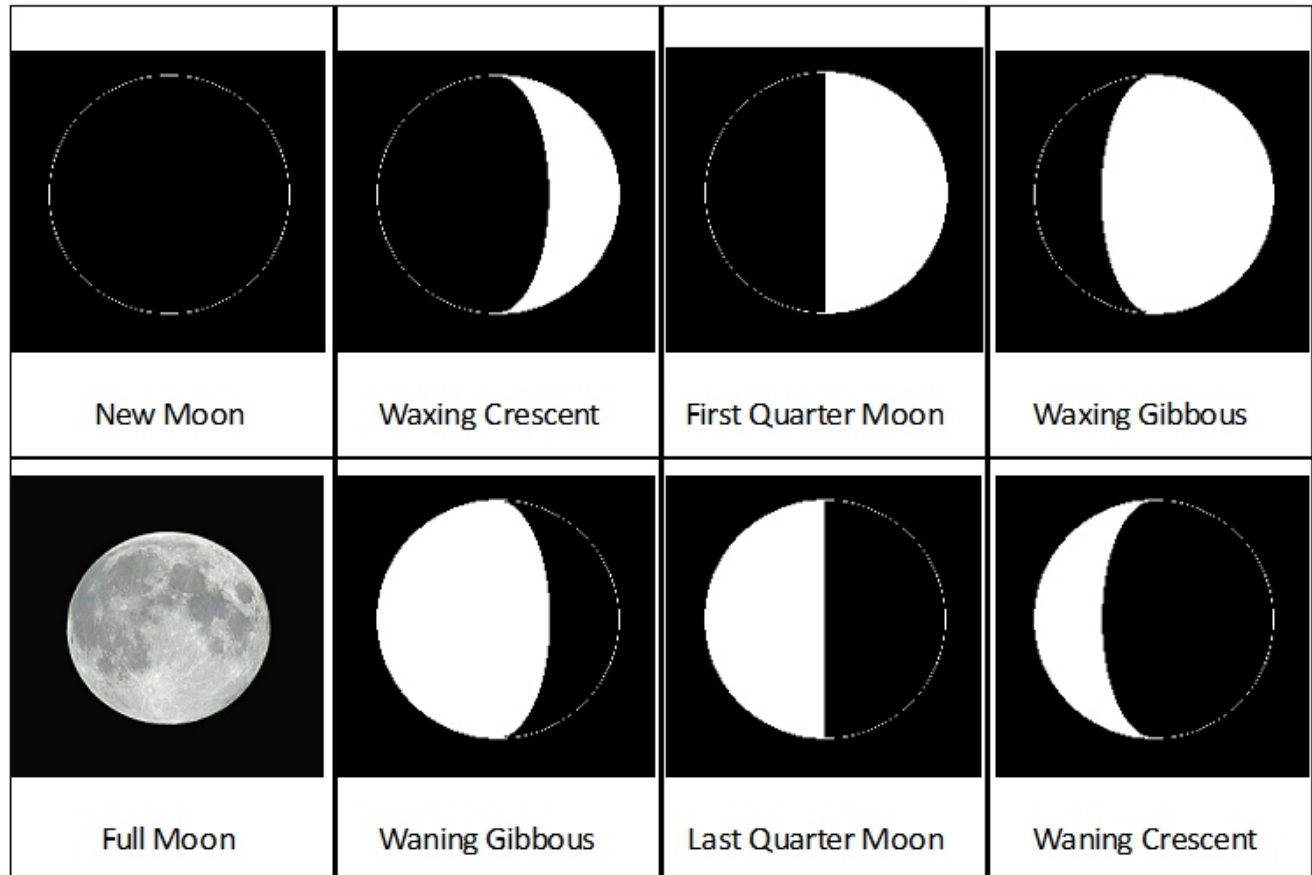 New Moon
Waxing Crescent
First Quarter Moon
Waxing Gibbous
Full Moon
Waning Gibbous
Last Quarter Moon
Waning Crescent